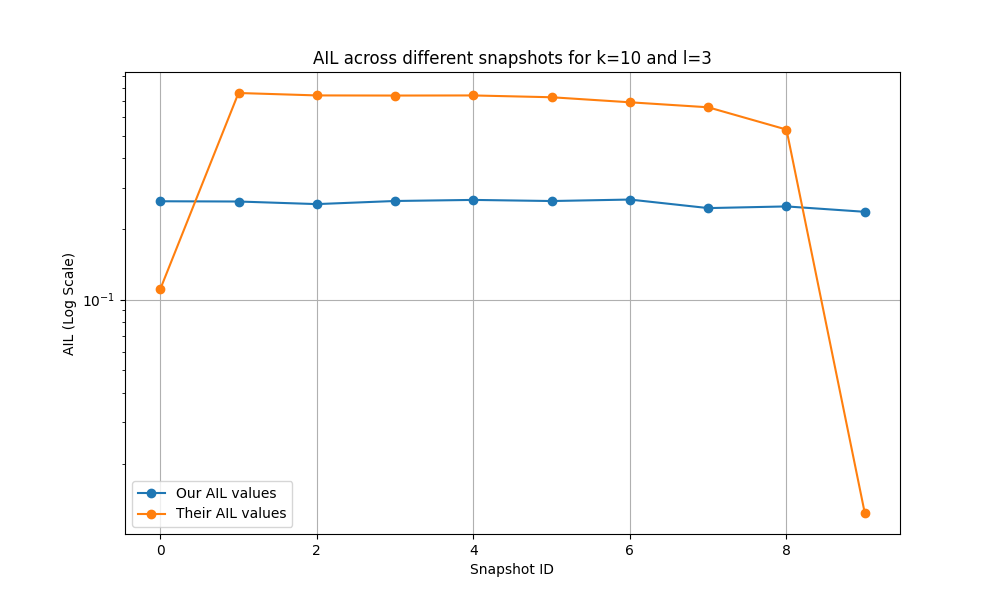 AIL across different snapshots for k=10 and l=3
AIL (Log Scale)
10⁻¹
Our AIL values
Their AIL values
0 2 4 6 8
Snapshot ID